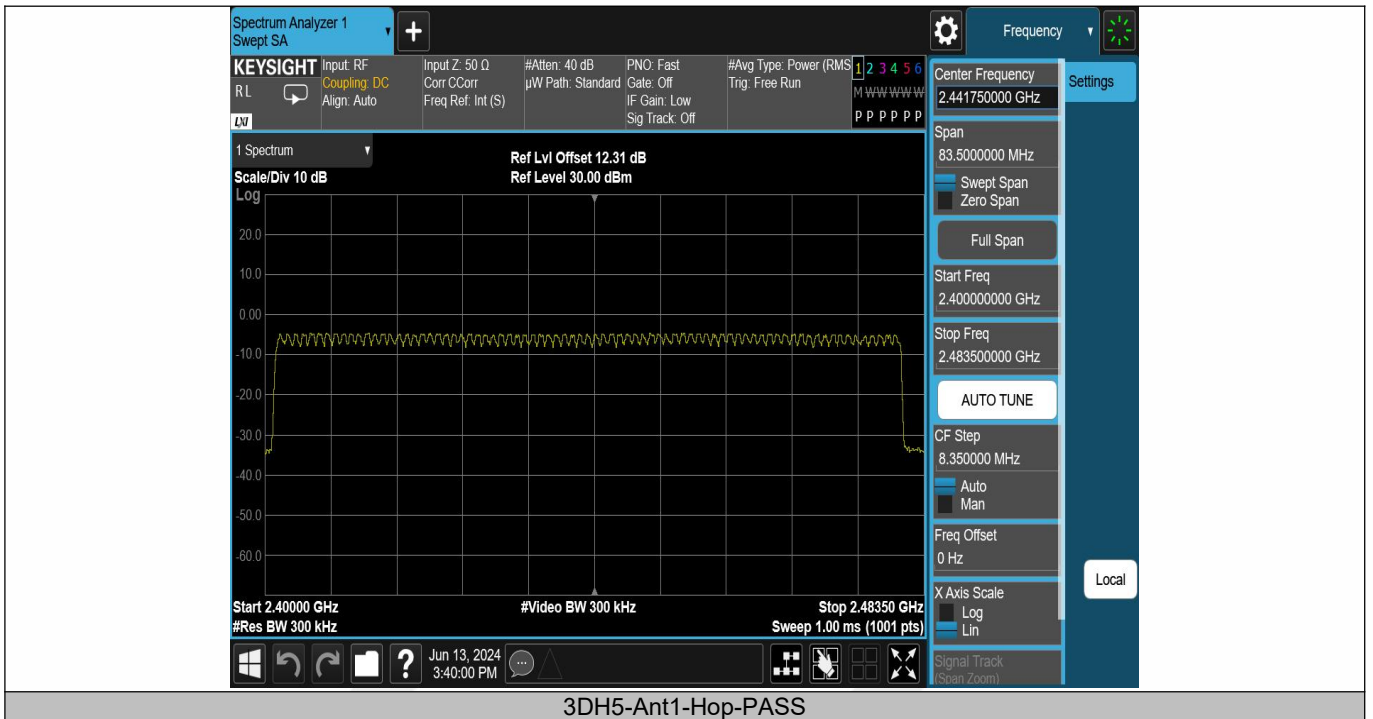 Spectrum Analyzer 1
Swept SA
+
Frequency
KEYSIGHT
RL
LXI
Input: RF
Coupling: DC
Align: Auto
Input Z: 50 Ω
Corr CCorr
Freq Ref: Int (S)
#Atten: 40 dB
µW Path: Standard
PNO: Fast
Gate: Off
IF Gain: Low
Sig Track: Off
#Avg Type: Power (RMS
Trig: Free Run
1 2 3 4 5 6
M W W W W W
P P P P P P
Center Frequency
2.441750000 GHz
Settings
Span
83.5000000 MHz
Swept Span
Zero Span
Full Span
Start Freq
2.400000000 GHz
Stop Freq
2.483500000 GHz
AUTO TUNE
CF Step
8.350000 MHz
Auto
Man
Freq Offset
0 Hz
X Axis Scale
Log
Lin
Signal Track
(Span Zoom)
Local
1 Spectrum
Scale/Div 10 dB
Ref Lvl Offset 12.31 dB
Ref Level 30.00 dBm
Log
20.0
10.0
0.00
-10.0
-20.0
-30.0
-40.0
-50.0
-60.0
Start 2.40000 GHz
#Video BW 300 kHz
Stop 2.48350 GHz
#Res BW 300 kHz
Sweep 1.00 ms (1001 pts)
?
Jun 13, 2024
3:40:00 PM
3DH5-Ant1-Hop-PASS